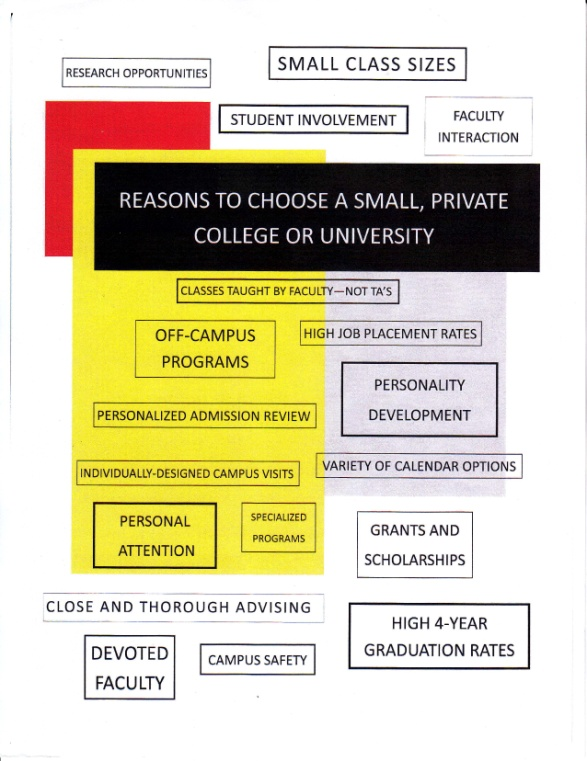 SMALL CLASS SIZES
RESEARCH OPPORTUNITIES
STUDENT INVOLVEMENT
FACULTY
INTERACTION
REASONS TO CHOOSE A SMALL, PRIVATE
COLLEGE OR UNIVERSITY
CLASSES TAUGHT BY FACULTY—NOT TA'S
OFF-CAMPUS
PROGRAMS
HIGH JOB PLACEMENT RATES
PERSONALITY
DEVELOPMENT
PERSONALIZED ADMISSION REVIEW
INDIVIDUALLY-DESIGNED CAMPUS VISITS
VARIETY OF CALENDAR OPTIONS
PERSONAL
ATTENTION
SPECIALIZED
PROGRAMS
GRANTS AND
SCHOLARSHIPS
CLOSE AND THOROUGH ADVISING
HIGH 4-YEAR
GRADUATION RATES
DEVOTED
FACULTY
CAMPUS SAFETY